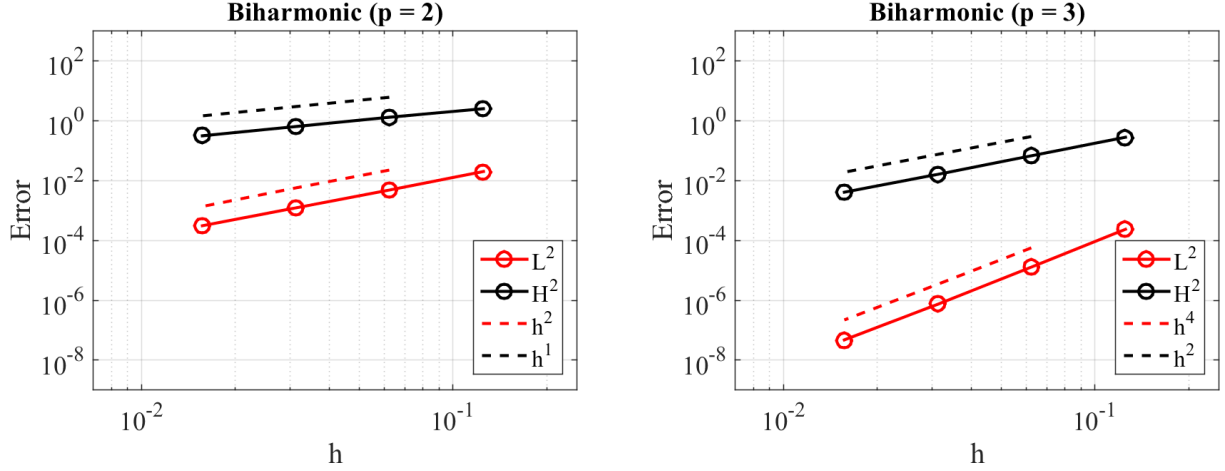 Biharmonic (p = 2)
Error
10^2
10^0
10^-2
10^-4
10^-6
10^-8
10^-2
10^-1
h
L^2
H^2
h^2
h^1
Biharmonic (p = 3)
Error
10^2
10^0
10^-2
10^-4
10^-6
10^-8
10^-2
10^-1
h
L^2
H^2
h^4
h^2